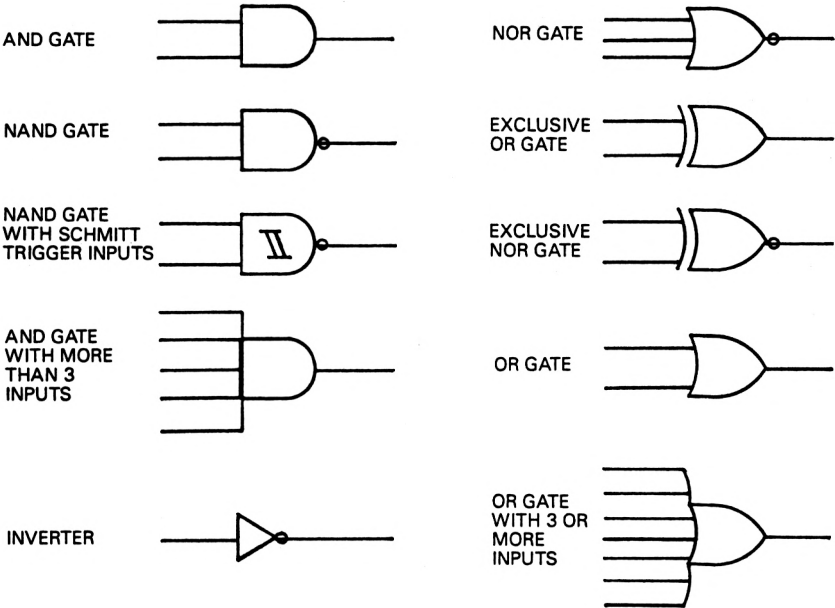 AND GATE
NAND GATE
NAND GATE
WITH SCHMITT
TRIGGER INPUTS
AND GATE
WITH MORE
THAN 3
INPUTS
INVERTER
NOR GATE
EXCLUSIVE
OR GATE
EXCLUSIVE
NOR GATE
OR GATE
OR GATE
WITH 3 OR
MORE
INPUTS